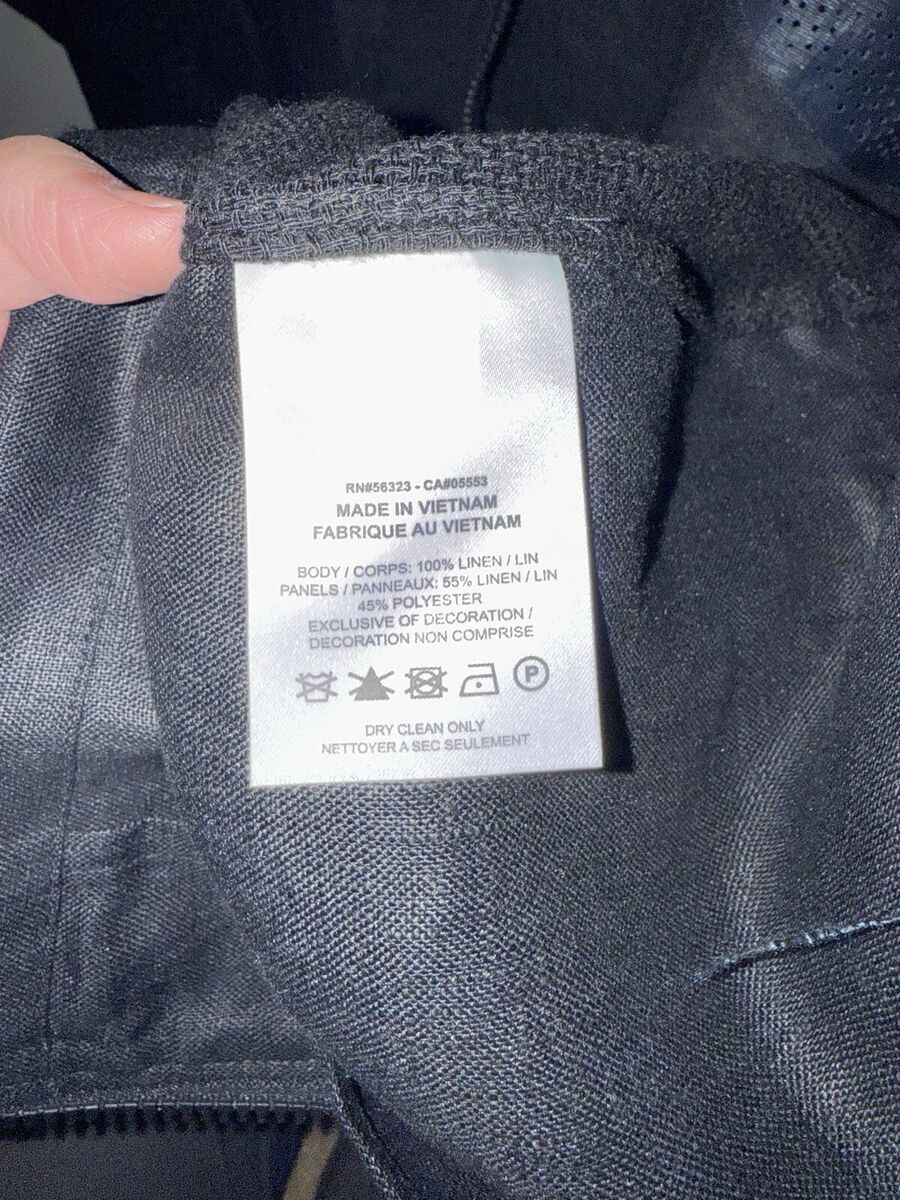 RN#56323 - CA#05553
MADE IN VIETNAM
FABRIQUE AU VIETNAM
BODY / CORPS: 100% LINEN / LIN
PANELS / PANNEAUX: 55% LINEN / LIN
45% POLYESTER
EXCLUSIVE OF DECORATION /
DECORATION NON COMPRISE
P
DRY CLEAN ONLY
NETTOYER A SEC SEULEMENT